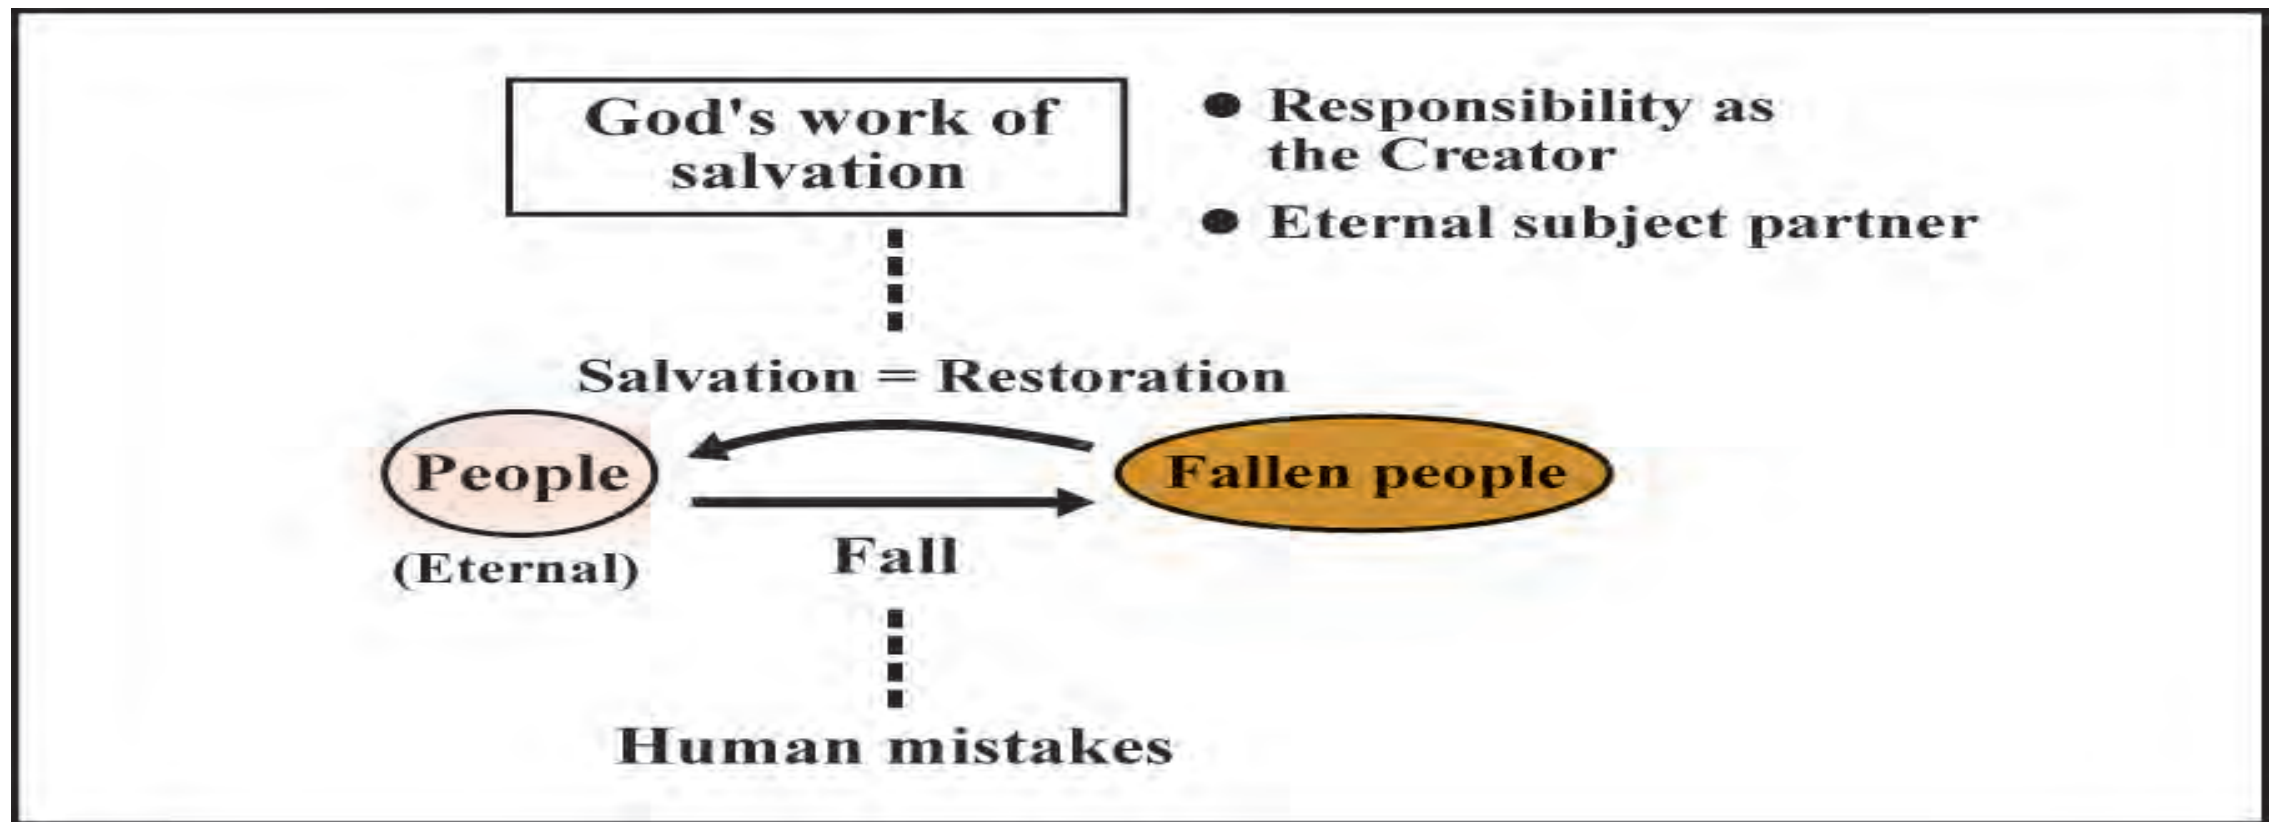 God's work of
salvation
● Responsibility as
the Creator
● Eternal subject partner
Salvation = Restoration
People
Fallen people
(Eternal)
Fall
Human mistakes